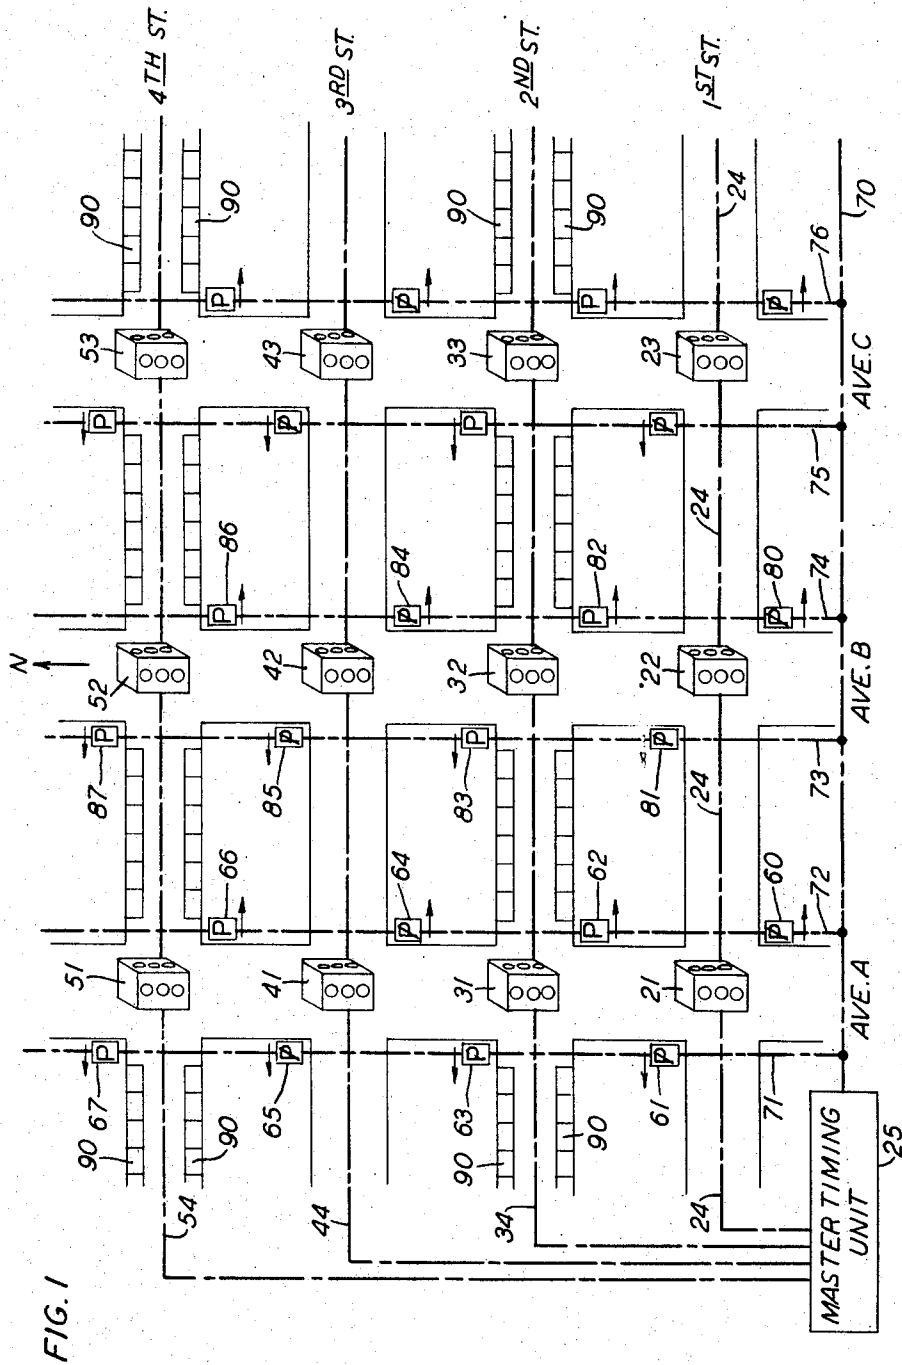 FIG. 1
N
4TH ST.
3RD ST.
2ND ST.
1ST ST.
54
90
67
P
90
51
66
P
87
P
52
86
P
P
53
90
P
90
44
65
P
41
64
P
85
P
42
84
P
P
43
P
34
90
63
P
90
31
62
P
83
P
32
82
P
P
33
90
P
90
24
61
P
21
60
P
81
P
24
22
80
P
24
P
23
P
24
71
72
73
74
75
76
70
AVE. A
AVE. B
AVE. C
MASTER TIMING
UNIT
25